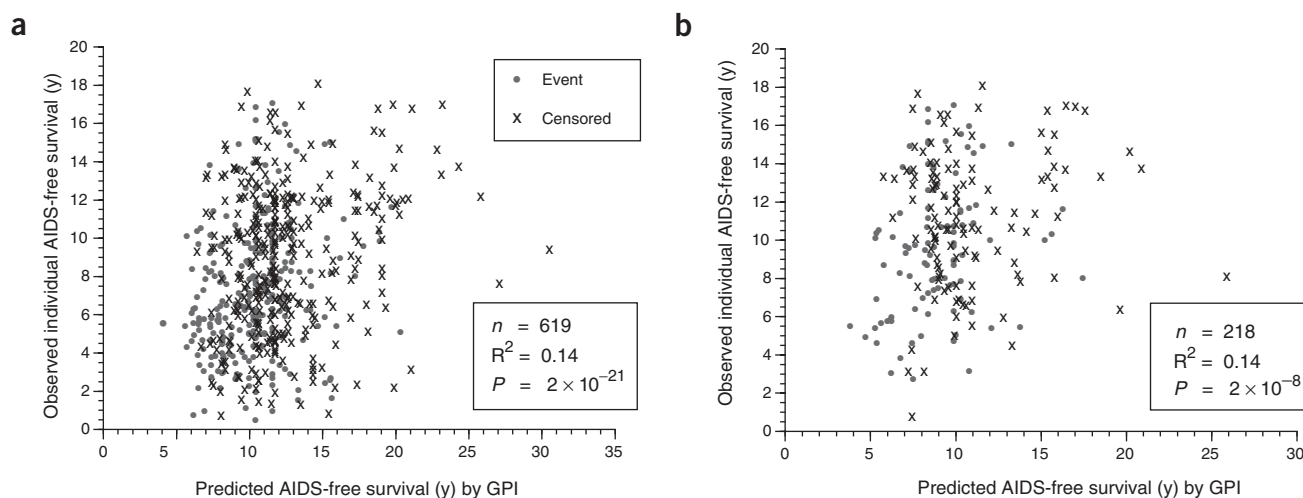 a
Observed individual AIDS-free survival (y)
20
18
16
14
12
10
8
6
4
2
0
0 5 10 15 20 25 30 35
Predicted AIDS-free survival (y) by GPI
Event
x Censored
n = 619
R² = 0.14
P = 2 × 10⁻²¹
b
Observed individual AIDS-free survival (y)
20
18
16
14
12
10
8
6
4
2
0
0 5 10 15 20 25 30
Predicted AIDS-free survival (y) by GPI
n = 218
R² = 0.14
P = 2 × 10⁻⁸